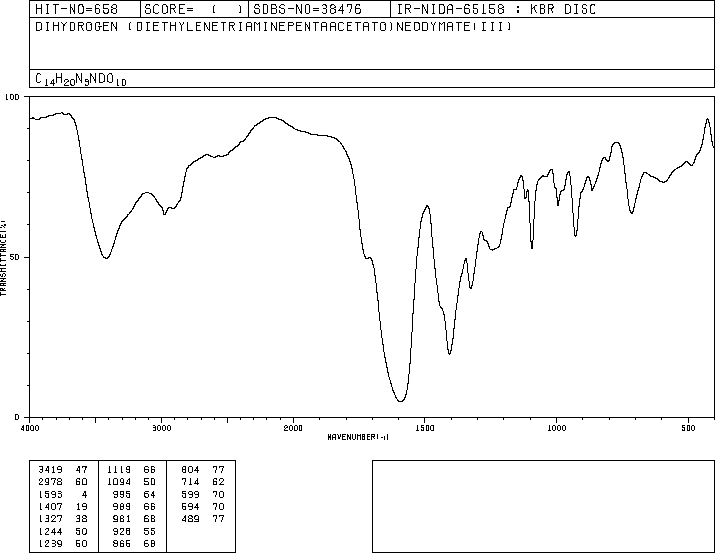 HIT-NO=658 SCORE= ( ) SDBS-NO=38476 IR-NIDA-65158 : KBR DISC
DIHYDROGEN (DIETHYLENETRIAMINEPENTAACETATO)NEODYMATE(III)
C14H20N3NDO10
100
50
0
TRANSMITTANCE(%)
4000 3000 2000 1500 1000 500
WAVENUMBER(-1)
3419 47 1119 66 804 77
2978 60 1094 50 714 62
1593 4 995 64 599 70
1407 19 989 66 594 70
1327 38 981 68 489 77
1244 50 928 55
1239 50 866 68